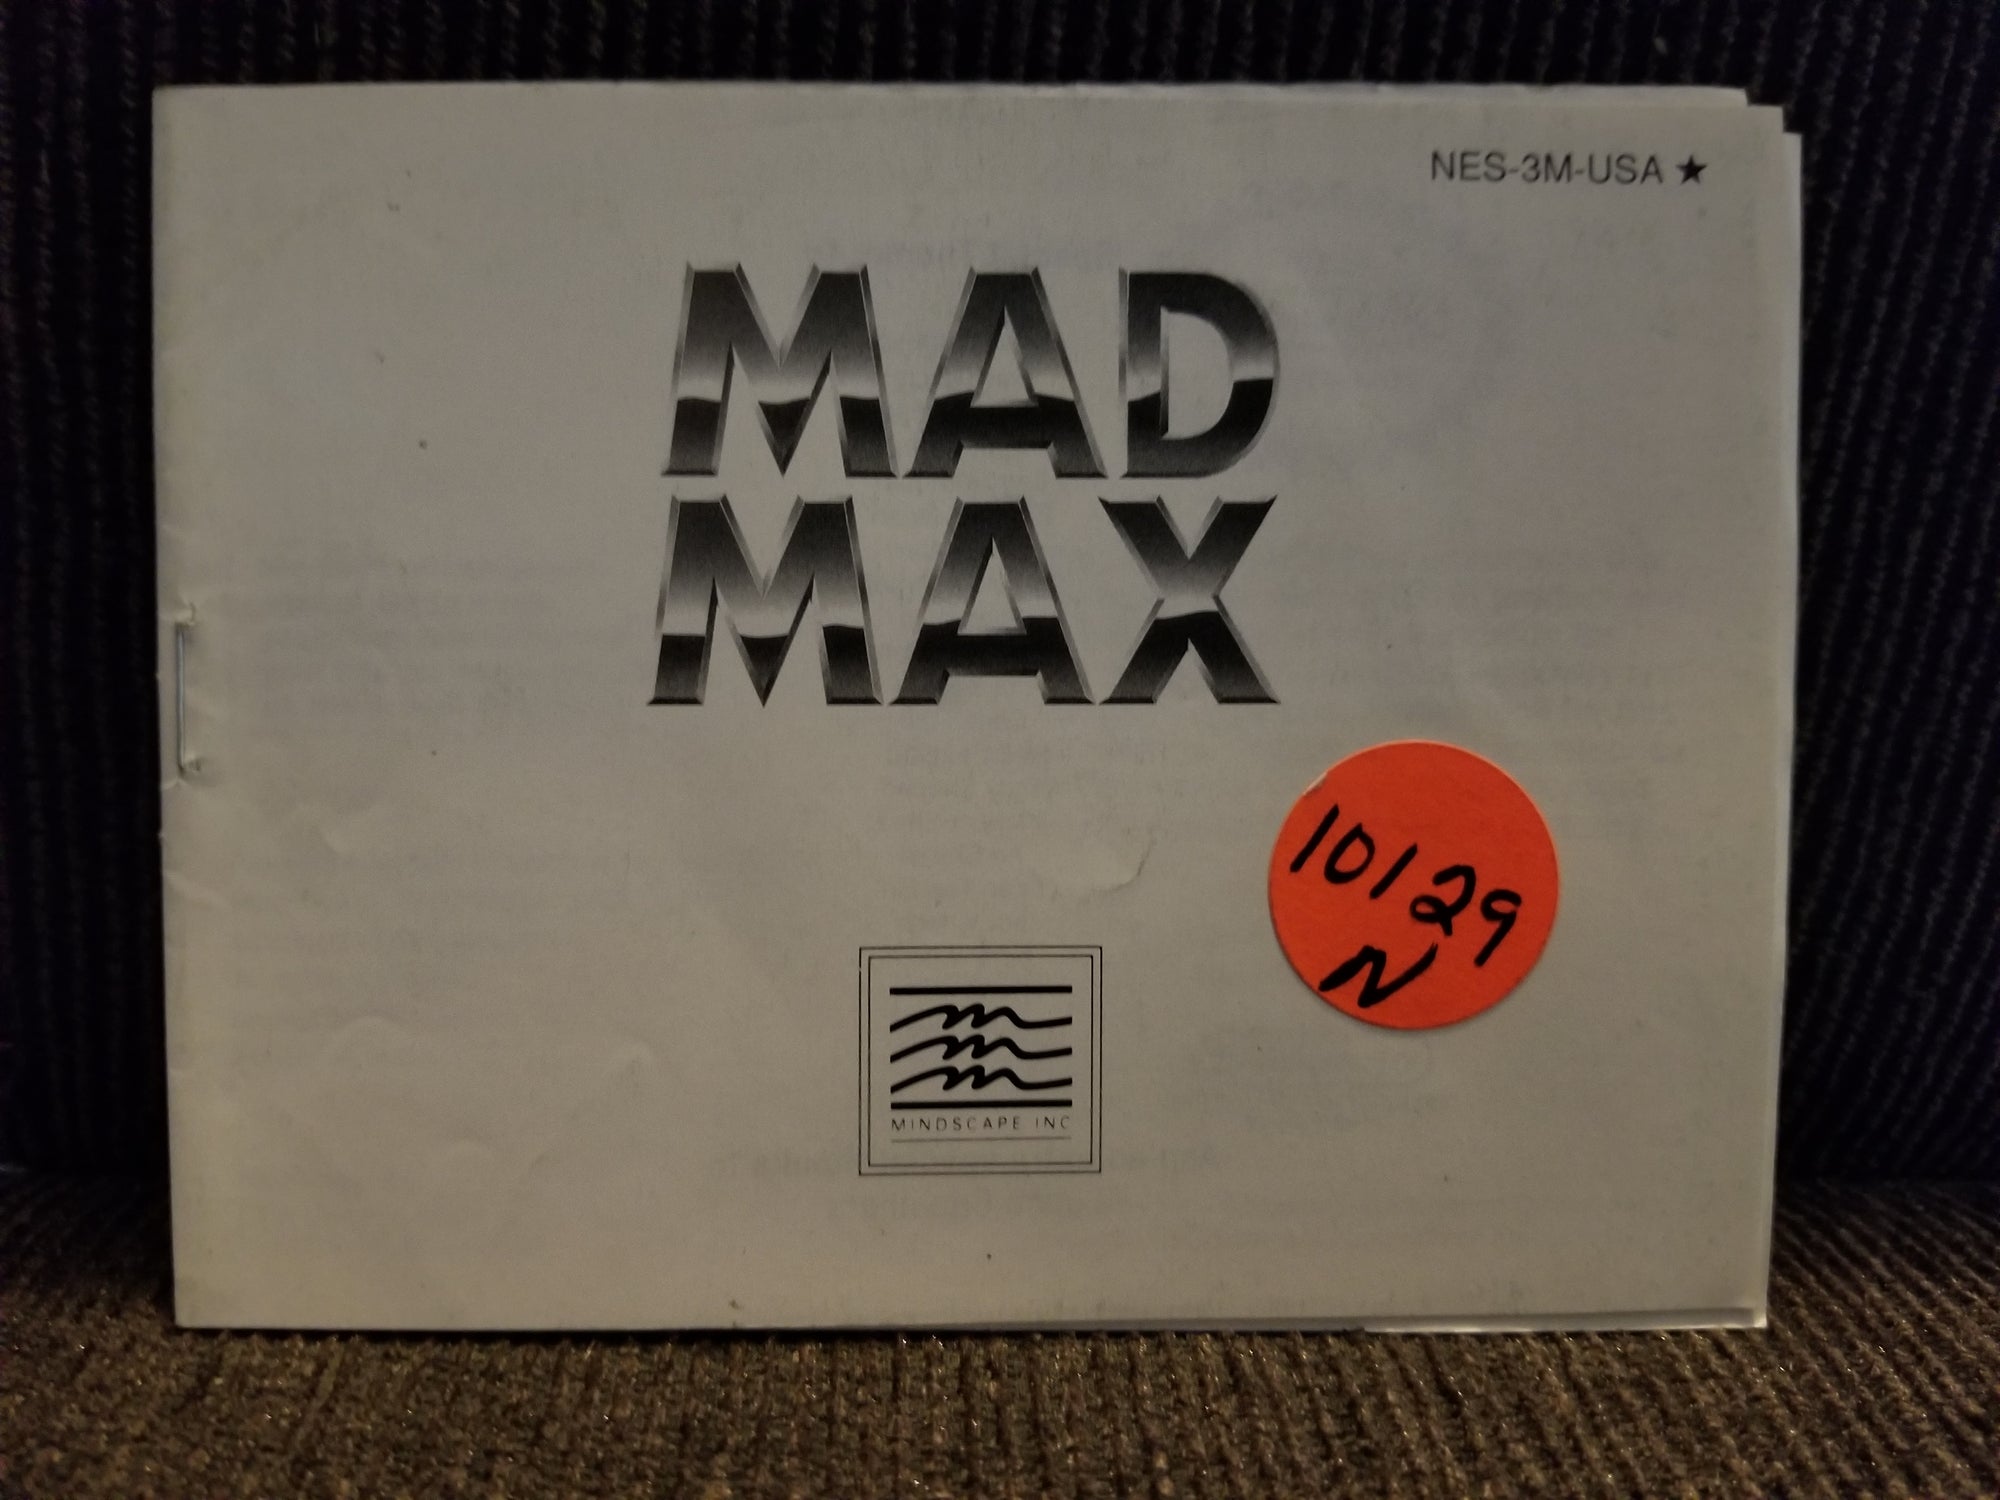 NES-3M-USA ★
MAD
MAX
10129
N
MINDSCAPE INC